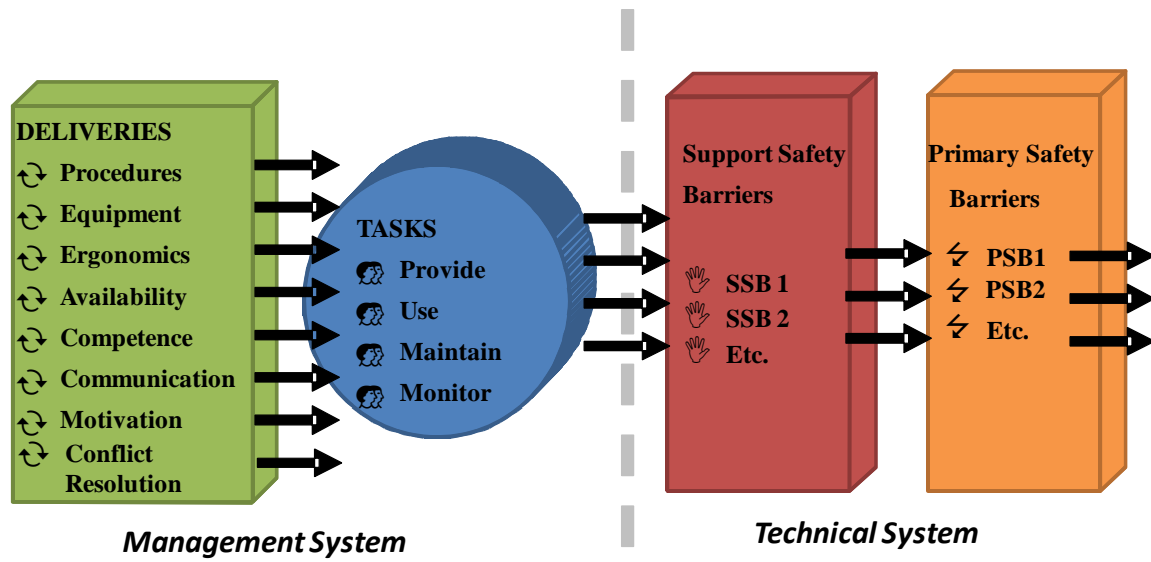 DELIVERIES
Procedures
Equipment
Ergonomics
Availability
Competence
Communication
Motivation
Conflict
Resolution
TASKS
Provide
Use
Maintain
Monitor
Support Safety
Barriers
SSB 1
SSB 2
Etc.
Primary Safety
Barriers
PSB1
PSB2
Etc.
Management System
Technical System